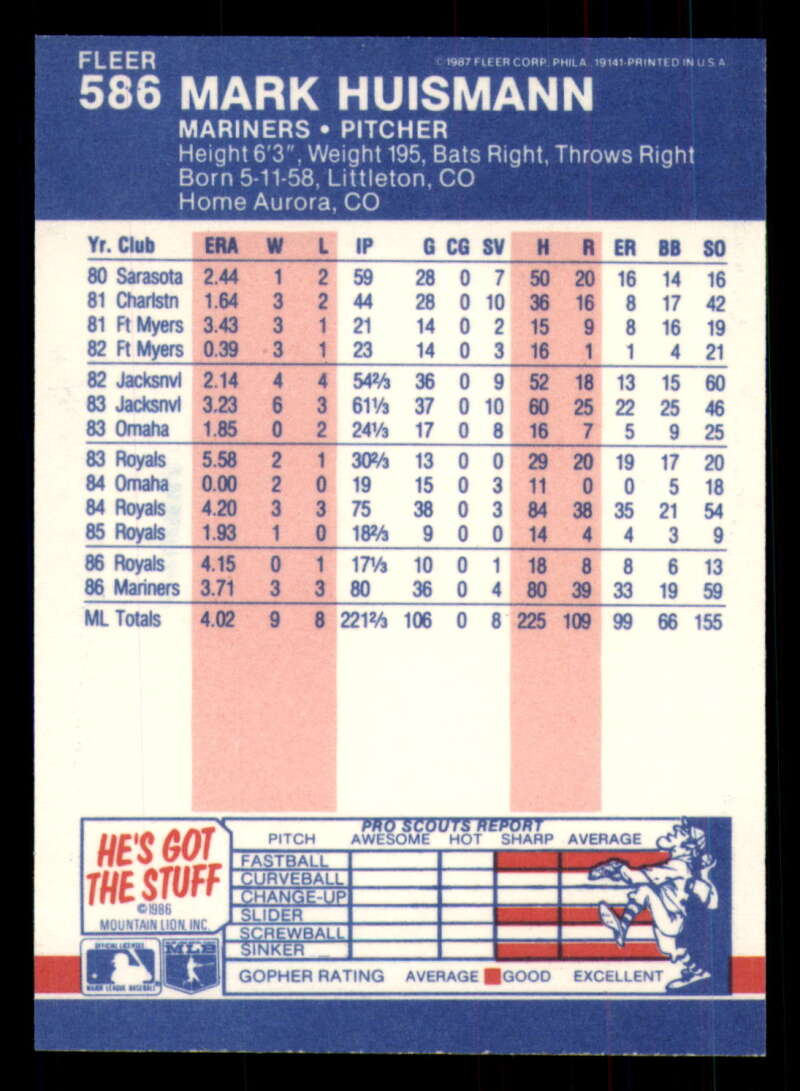 FLEER
© 1987 FLEER CORP. PHILA., 19141-PRINTED IN U.S.A.
586 MARK HUISMANN
MARINERS • PITCHER
Height 6'3", Weight 195, Bats Right, Throws Right
Born 5-11-58, Littleton, CO
Home Aurora, CO
Yr. Club ERA W L IP G CG SV H R ER BB SO
80 Sarasota 2.44 1 2 59 28 0 7 50 20 16 14 16
81 Charlstn 1.64 3 2 44 28 0 10 36 16 8 17 42
81 Ft Myers 3.43 3 1 21 14 0 2 15 9 8 16 19
82 Ft Myers 0.39 3 1 23 14 0 3 16 1 1 4 21
82 Jacksnvl 2.14 4 4 54⅔ 36 0 9 52 18 13 15 60
83 Jacksnvl 3.23 6 3 61⅓ 37 0 10 60 25 22 25 46
83 Omaha 1.85 0 2 24⅓ 17 0 8 16 7 5 9 25
83 Royals 5.58 2 1 30⅔ 13 0 0 29 20 19 17 20
84 Omaha 0.00 2 0 19 15 0 3 11 0 0 5 18
84 Royals 4.20 3 3 75 38 0 3 84 38 35 21 54
85 Royals 1.93 1 0 18⅔ 9 0 0 14 4 4 3 9
86 Royals 4.15 0 1 17⅓ 10 0 1 18 8 8 6 13
86 Mariners 3.71 3 3 80 36 0 4 80 39 33 19 59
ML Totals 4.02 9 8 221⅔ 106 0 8 225 109 99 66 155
HE'S GOT
THE STUFF
©1986
MOUNTAIN LION, INC.
OFFICIAL LICENSEE
MAJOR LEAGUE BASEBALL
MLB
PRO SCOUTS REPORT
PITCH AWESOME HOT SHARP AVERAGE
FASTBALL
CURVEBALL
CHANGE-UP
SLIDER
SCREWBALL
SINKER
GOPHER RATING AVERAGE GOOD EXCELLENT